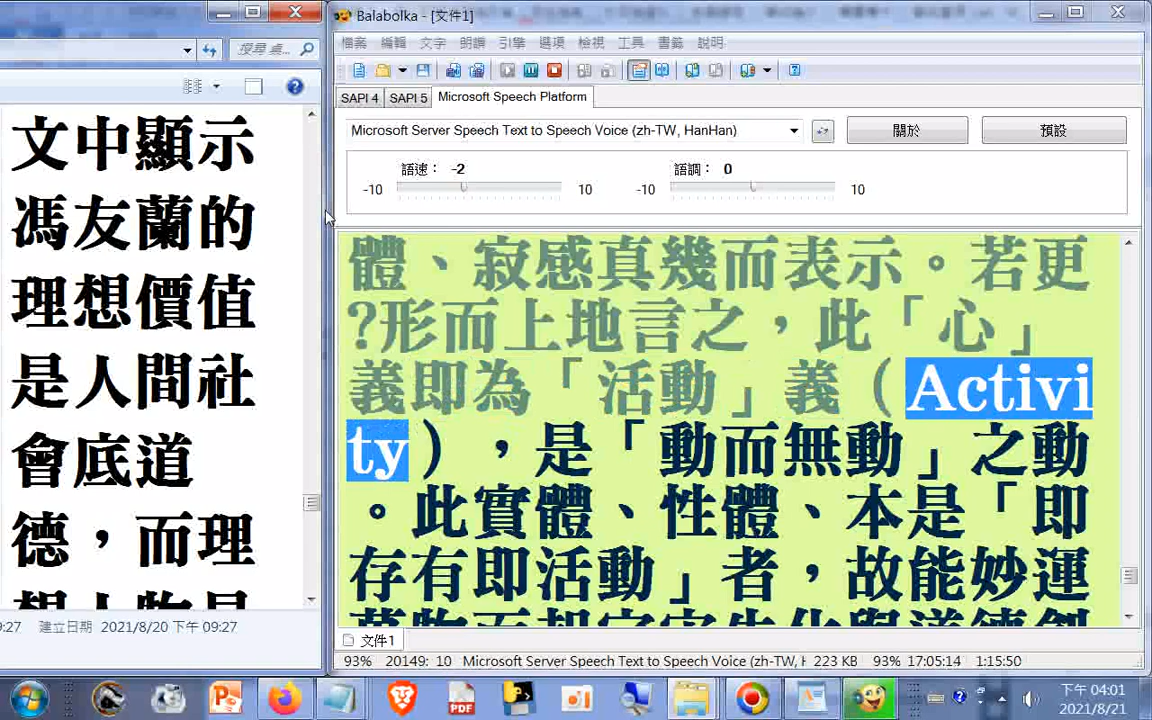 Balabolka - [文件1]
搜尋 桌...
檔案 編輯 文字 朗讀 引擎 選項 檢視 工具 書籤 說明
SAPI 4 SAPI 5 Microsoft Speech Platform
Microsoft Server Speech Text to Speech Voice (zh-TW, HanHan)
關於
預設
語速： -2
語調： 0
-10 10 -10 10
文中顯示
馮友蘭的
理想價值
是人間社
會底道
德，而理
想人物是
體、寂感真幾而表示。若更
?形而上地言之，此「心」
義即為「活動」義（Activi
ty），是「動而無動」之動
。此實體、性體、本是「即
存有即活動」者，故能妙運
9:27 建立日期 2021/8/20 下午 09:27
文件1
93% 20149: 10 Microsoft Server Speech Text to Speech Voice (zh-TW, H 223 KB 93% 17:05:14 1:15:50
PDF
下午 04:01
2021/8/21